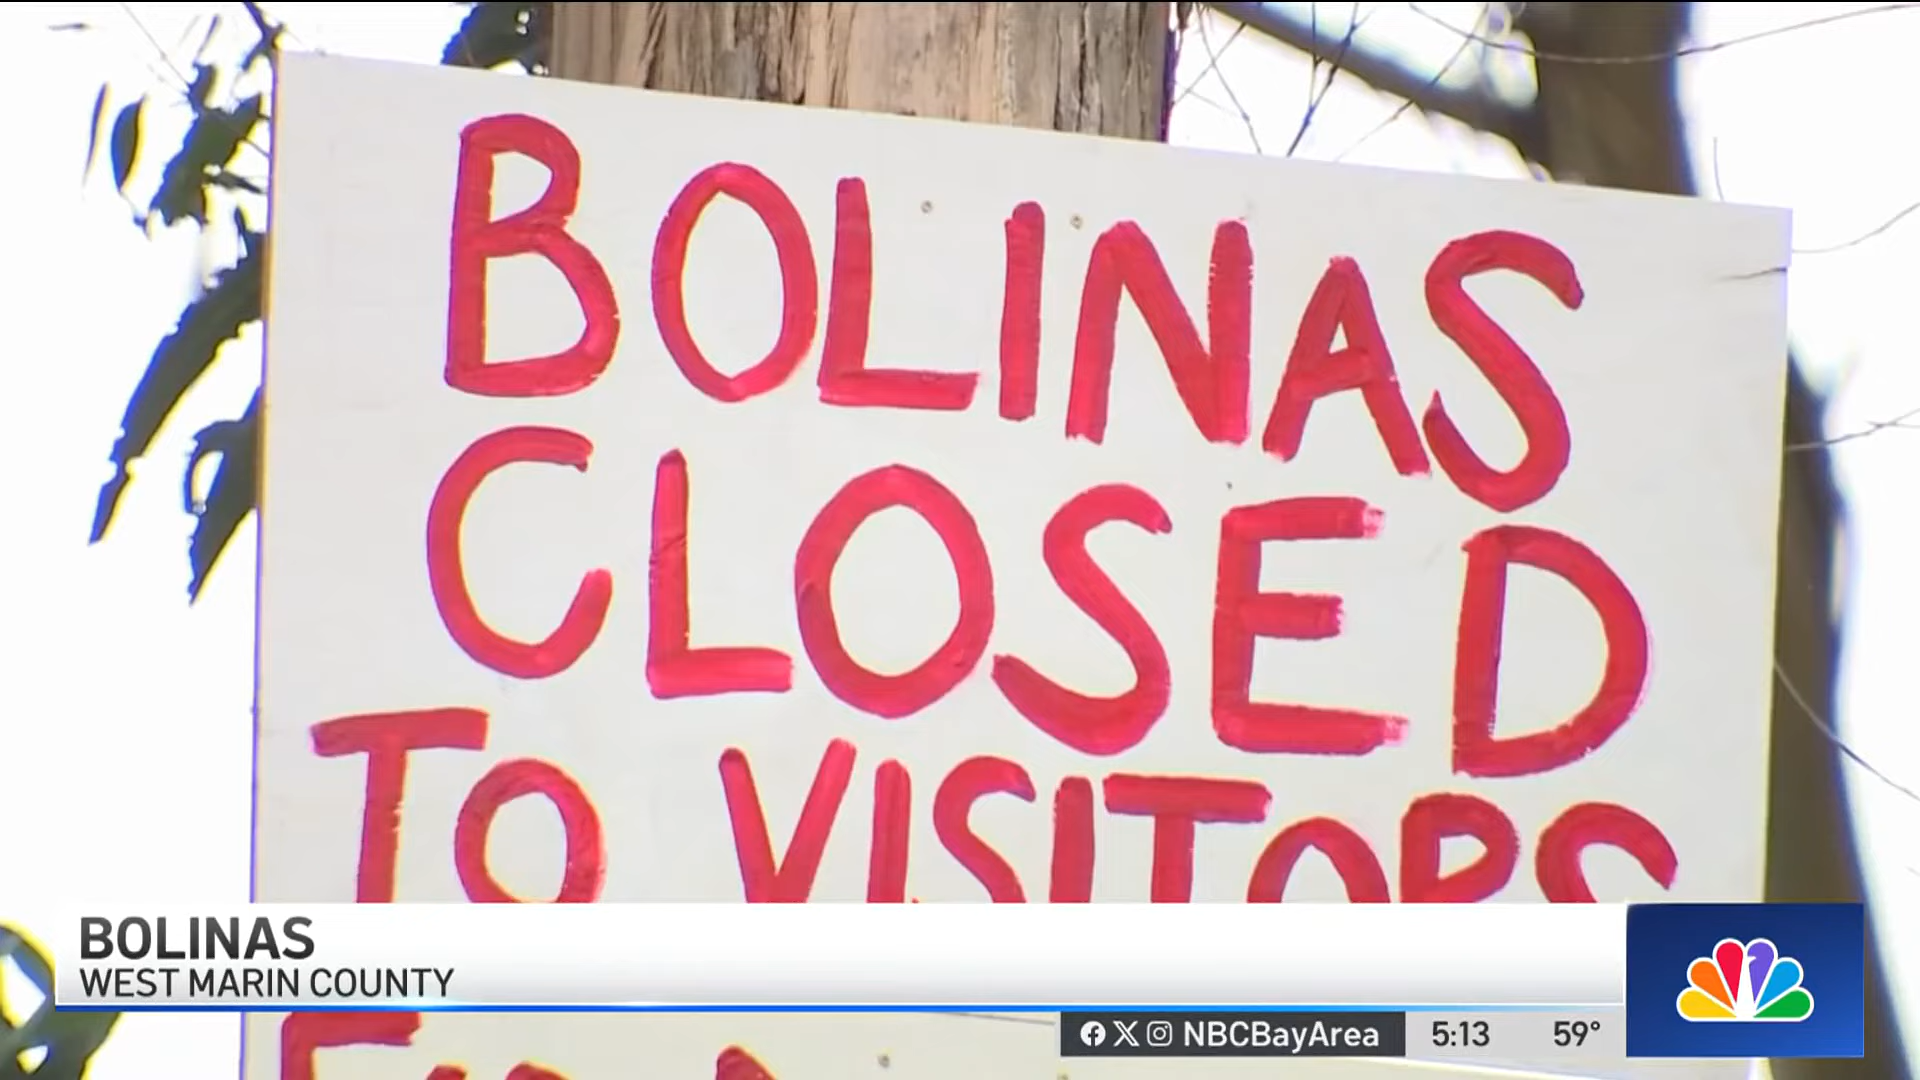 BOLINAS
CLOSED
TO VISITORS
BOLINAS
WEST MARIN COUNTY
NBCBayArea 5:13 59°